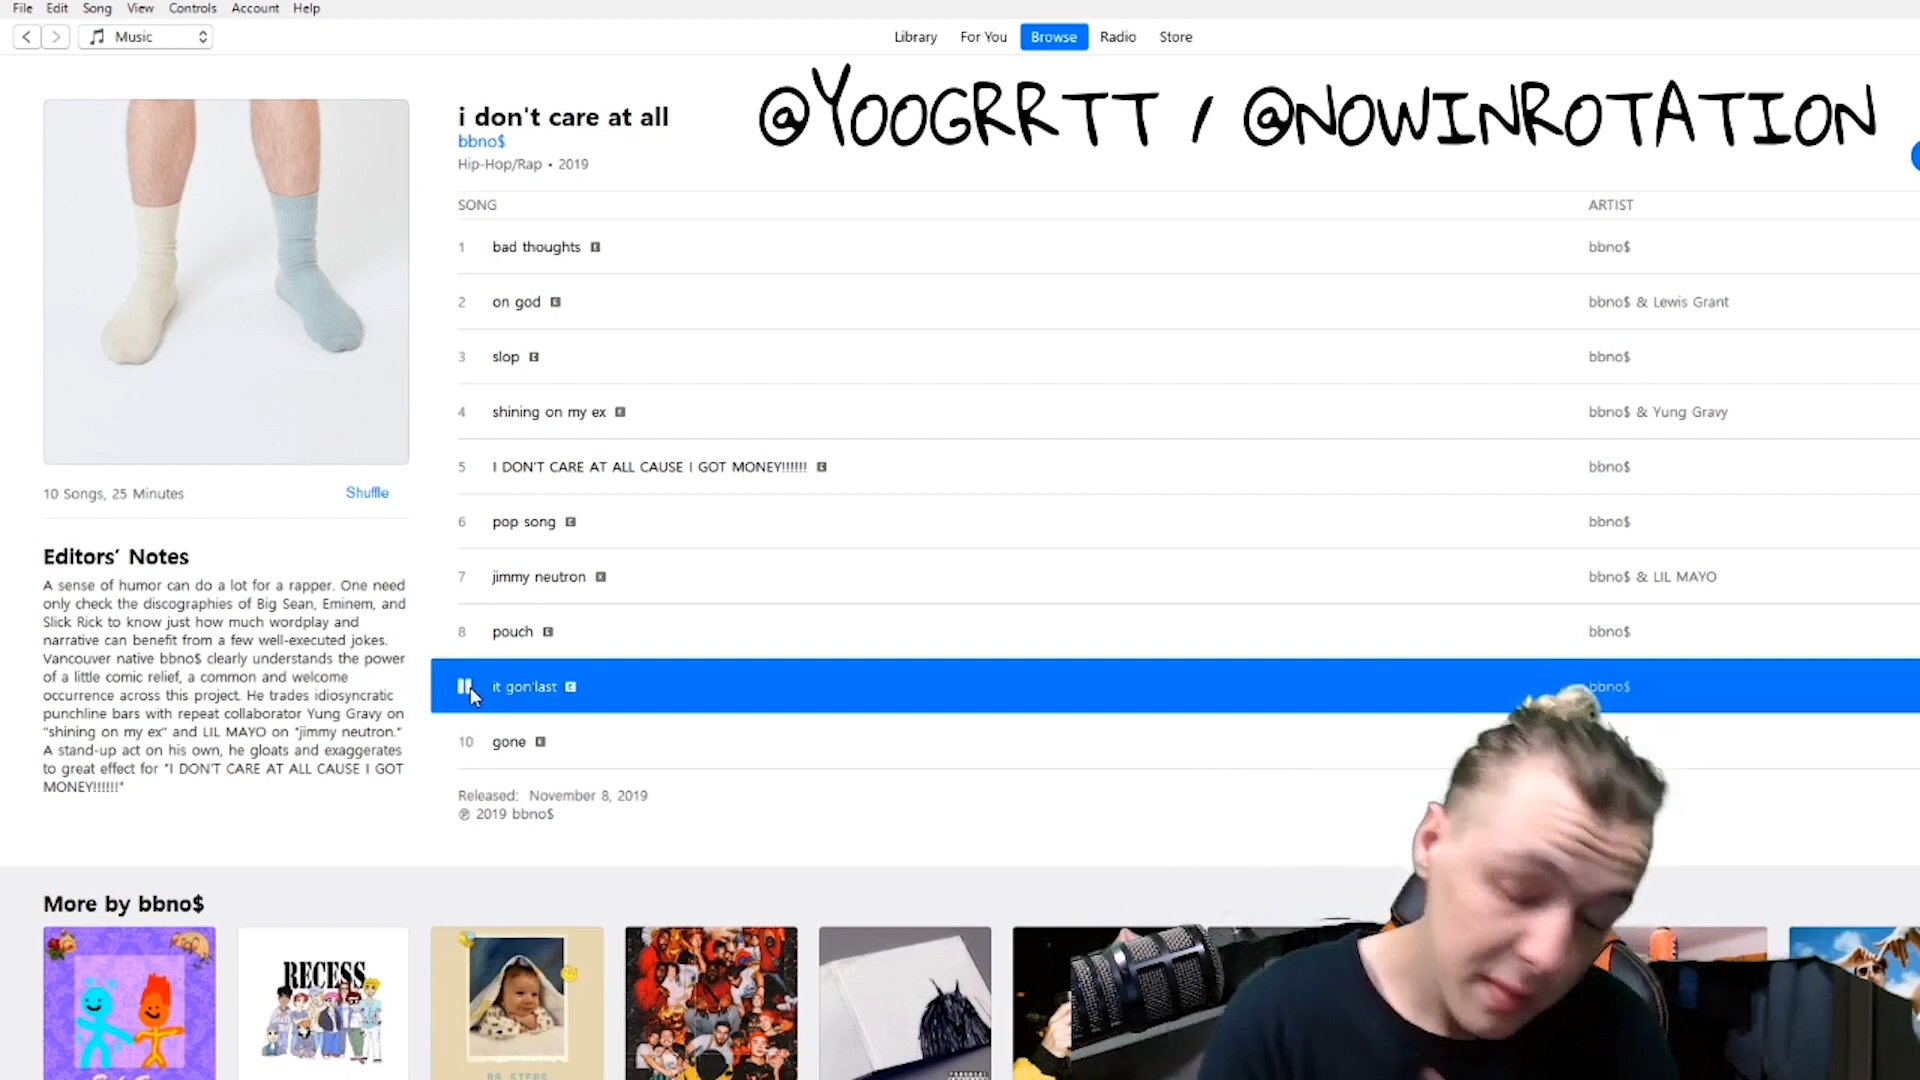 File Edit Song View Controls Account Help
Music
Library For You Browse Radio Store
@YOOGRRTT / @NOWINROTATION
i don't care at all
bbno$
Hip-Hop/Rap • 2019
SONG ARTIST
1 bad thoughts E bbno$
2 on god E bbno$ & Lewis Grant
3 slop E bbno$
4 shining on my ex E bbno$ & Yung Gravy
5 I DON'T CARE AT ALL CAUSE I GOT MONEY!!!!!! E bbno$
6 pop song E bbno$
7 jimmy neutron E bbno$ & LIL MAYO
8 pouch E bbno$
it gon'last E bbno$
10 gone E
Released: November 8, 2019
℗ 2019 bbno$
10 Songs, 25 Minutes Shuffle
Editors’ Notes
A sense of humor can do a lot for a rapper. One need
only check the discographies of Big Sean, Eminem, and
Slick Rick to know just how much wordplay and
narrative can benefit from a few well-executed jokes.
Vancouver native bbno$ clearly understands the power
of a little comic relief, a common and welcome
occurrence across this project. He trades idiosyncratic
punchline bars with repeat collaborator Yung Gravy on
"shining on my ex" and LIL MAYO on "jimmy neutron."
A stand-up act on his own, he gloats and exaggerates
to great effect for "I DON'T CARE AT ALL CAUSE I GOT
MONEY!!!!!!"
More by bbno$
RECESS